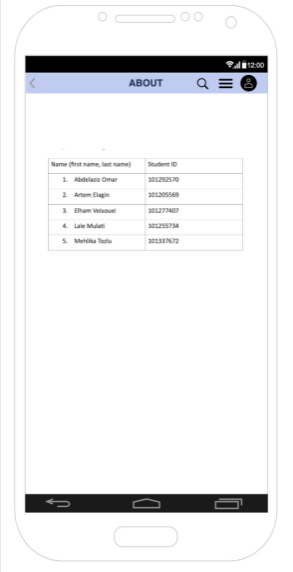 12:00
ABOUT
Name (first name, last name) Student ID
1. Abdelaziz Omar 101292570
2. Artem Elagin 101205569
3. Elham Veisouei 101277407
4. Lale Mulati 101255734
5. Mehlika Tozlu 101337672